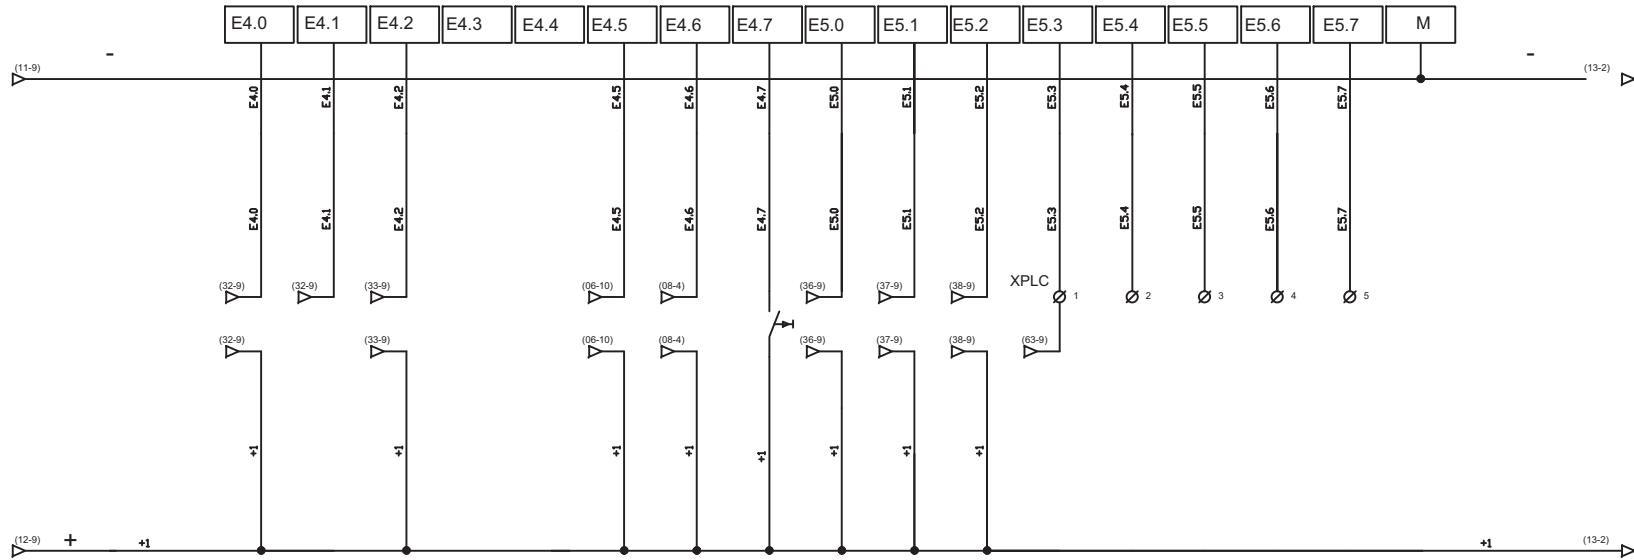 E4.0 E4.1 E4.2 E4.3 E4.4 E4.5 E4.6 E4.7 E5.0 E5.1 E5.2 E5.3 E5.4 E5.5 E5.6 E5.7 M
- -
(11-9) (13-2)
E4.0 E4.1 E4.2 E4.5 E4.6 E4.7 E5.0 E5.1 E5.2 E5.3 E5.4 E5.5 E5.6 E5.7
E4.0 E4.1 E4.2 E4.5 E4.6 E4.7 E5.0 E5.1 E5.2 E5.3 E5.4 E5.5 E5.6 E5.7
XPLC
(32-9) (32-9) (33-9) (06-10) (08-4) (36-9) (37-9) (38-9) 1 2 3 4 5
(32-9) (33-9) (06-10) (08-4) (36-9) (37-9) (38-9) (63-9)
+1 +1 +1 +1 +1 +1 +1 +1
(12-9) + +1 +1 (13-2)